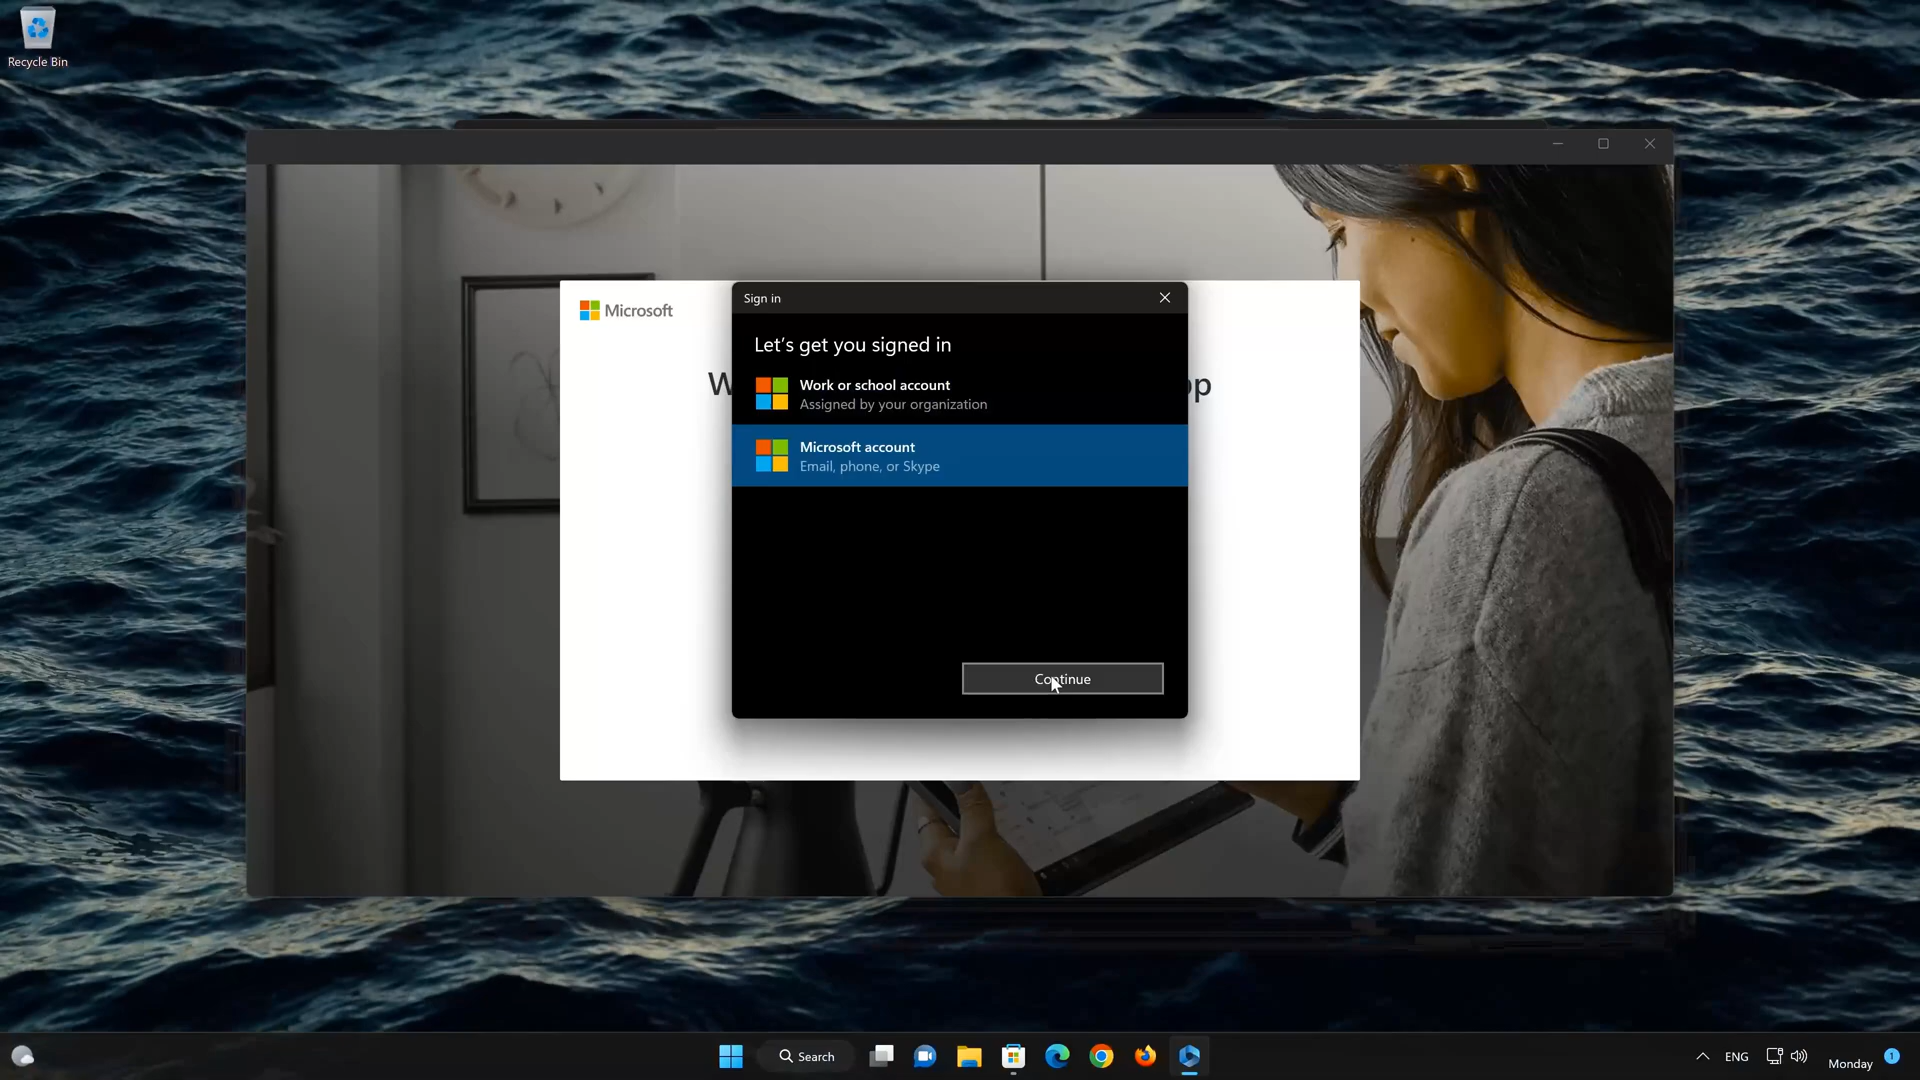 Recycle Bin
Microsoft
Sign in
Let's get you signed in
Work or school account
Assigned by your organization
Microsoft account
Email, phone, or Skype
Continue
Search
ENG
Monday
1